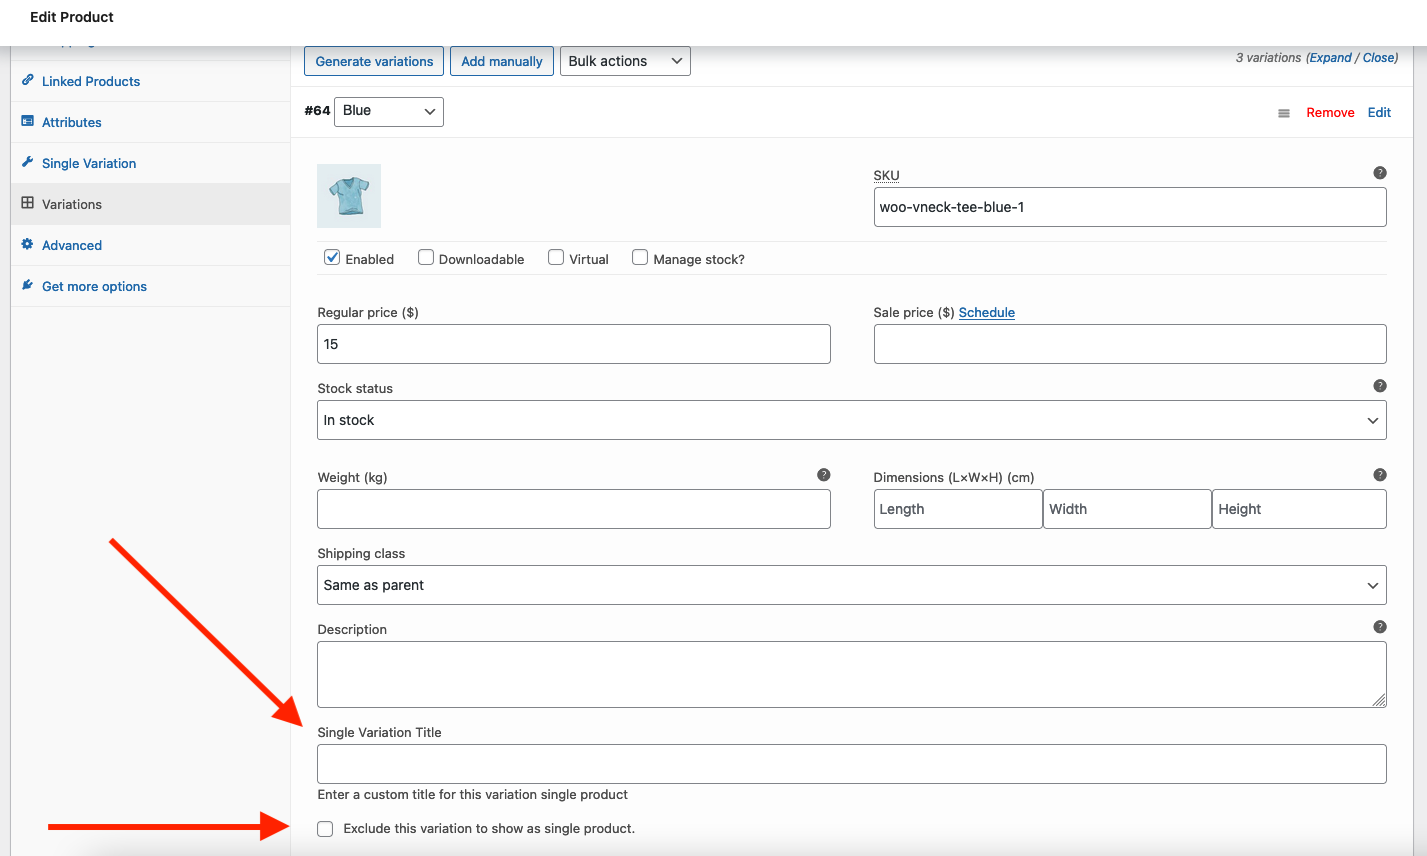 Edit Product
Generate variations Add manually Bulk actions 3 variations (Expand / Close)
Linked Products
Attributes
Single Variation
Variations
Advanced
Get more options
#64 Blue Remove Edit
SKU ?
woo-vneck-tee-blue-1
Enabled Downloadable Virtual Manage stock?
Regular price ($) Sale price ($) Schedule
15
Stock status ?
In stock
Weight (kg) ? Dimensions (L×W×H) (cm) ?
Length Width Height
Shipping class
Same as parent
Description ?
Single Variation Title
Enter a custom title for this variation single product
Exclude this variation to show as single product.